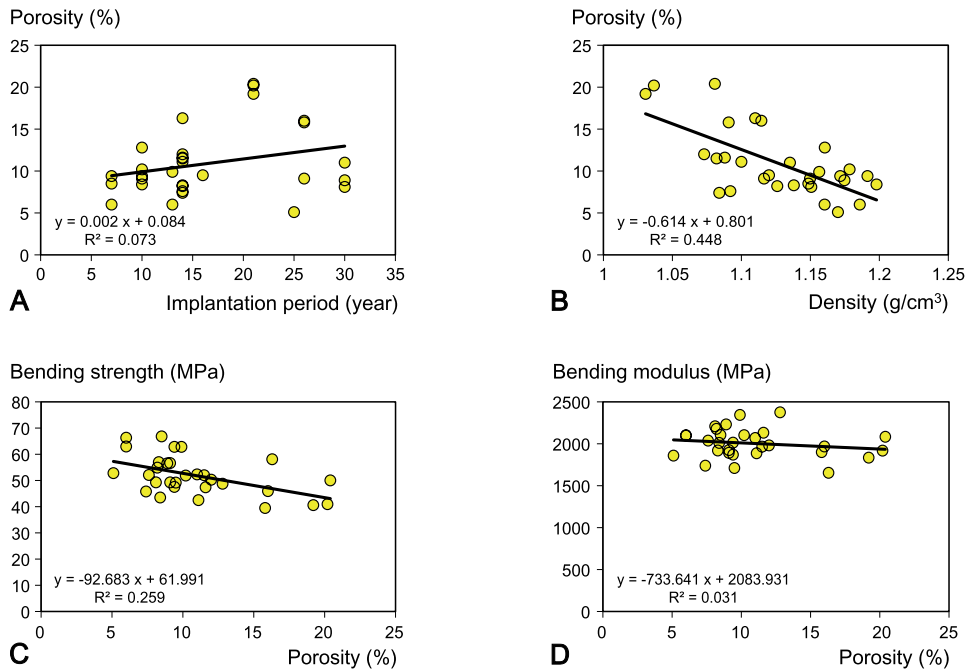 Porosity (%)
25
20
15
10
5
0
y = 0.002 x + 0.084
R² = 0.073
0 5 10 15 20 25 30 35
A Implantation period (year)
Porosity (%)
25
20
15
10
5
0
y = -0.614 x + 0.801
R² = 0.448
1 1.05 1.1 1.15 1.2 1.25
B Density (g/cm³)
Bending strength (MPa)
80
70
60
50
40
30
20
10
0
y = -92.683 x + 61.991
R² = 0.259
0 5 10 15 20 25
C Porosity (%)
Bending modulus (MPa)
2500
2000
1500
1000
500
0
y = -733.641 x + 2083.931
R² = 0.031
0 5 10 15 20 25
D Porosity (%)